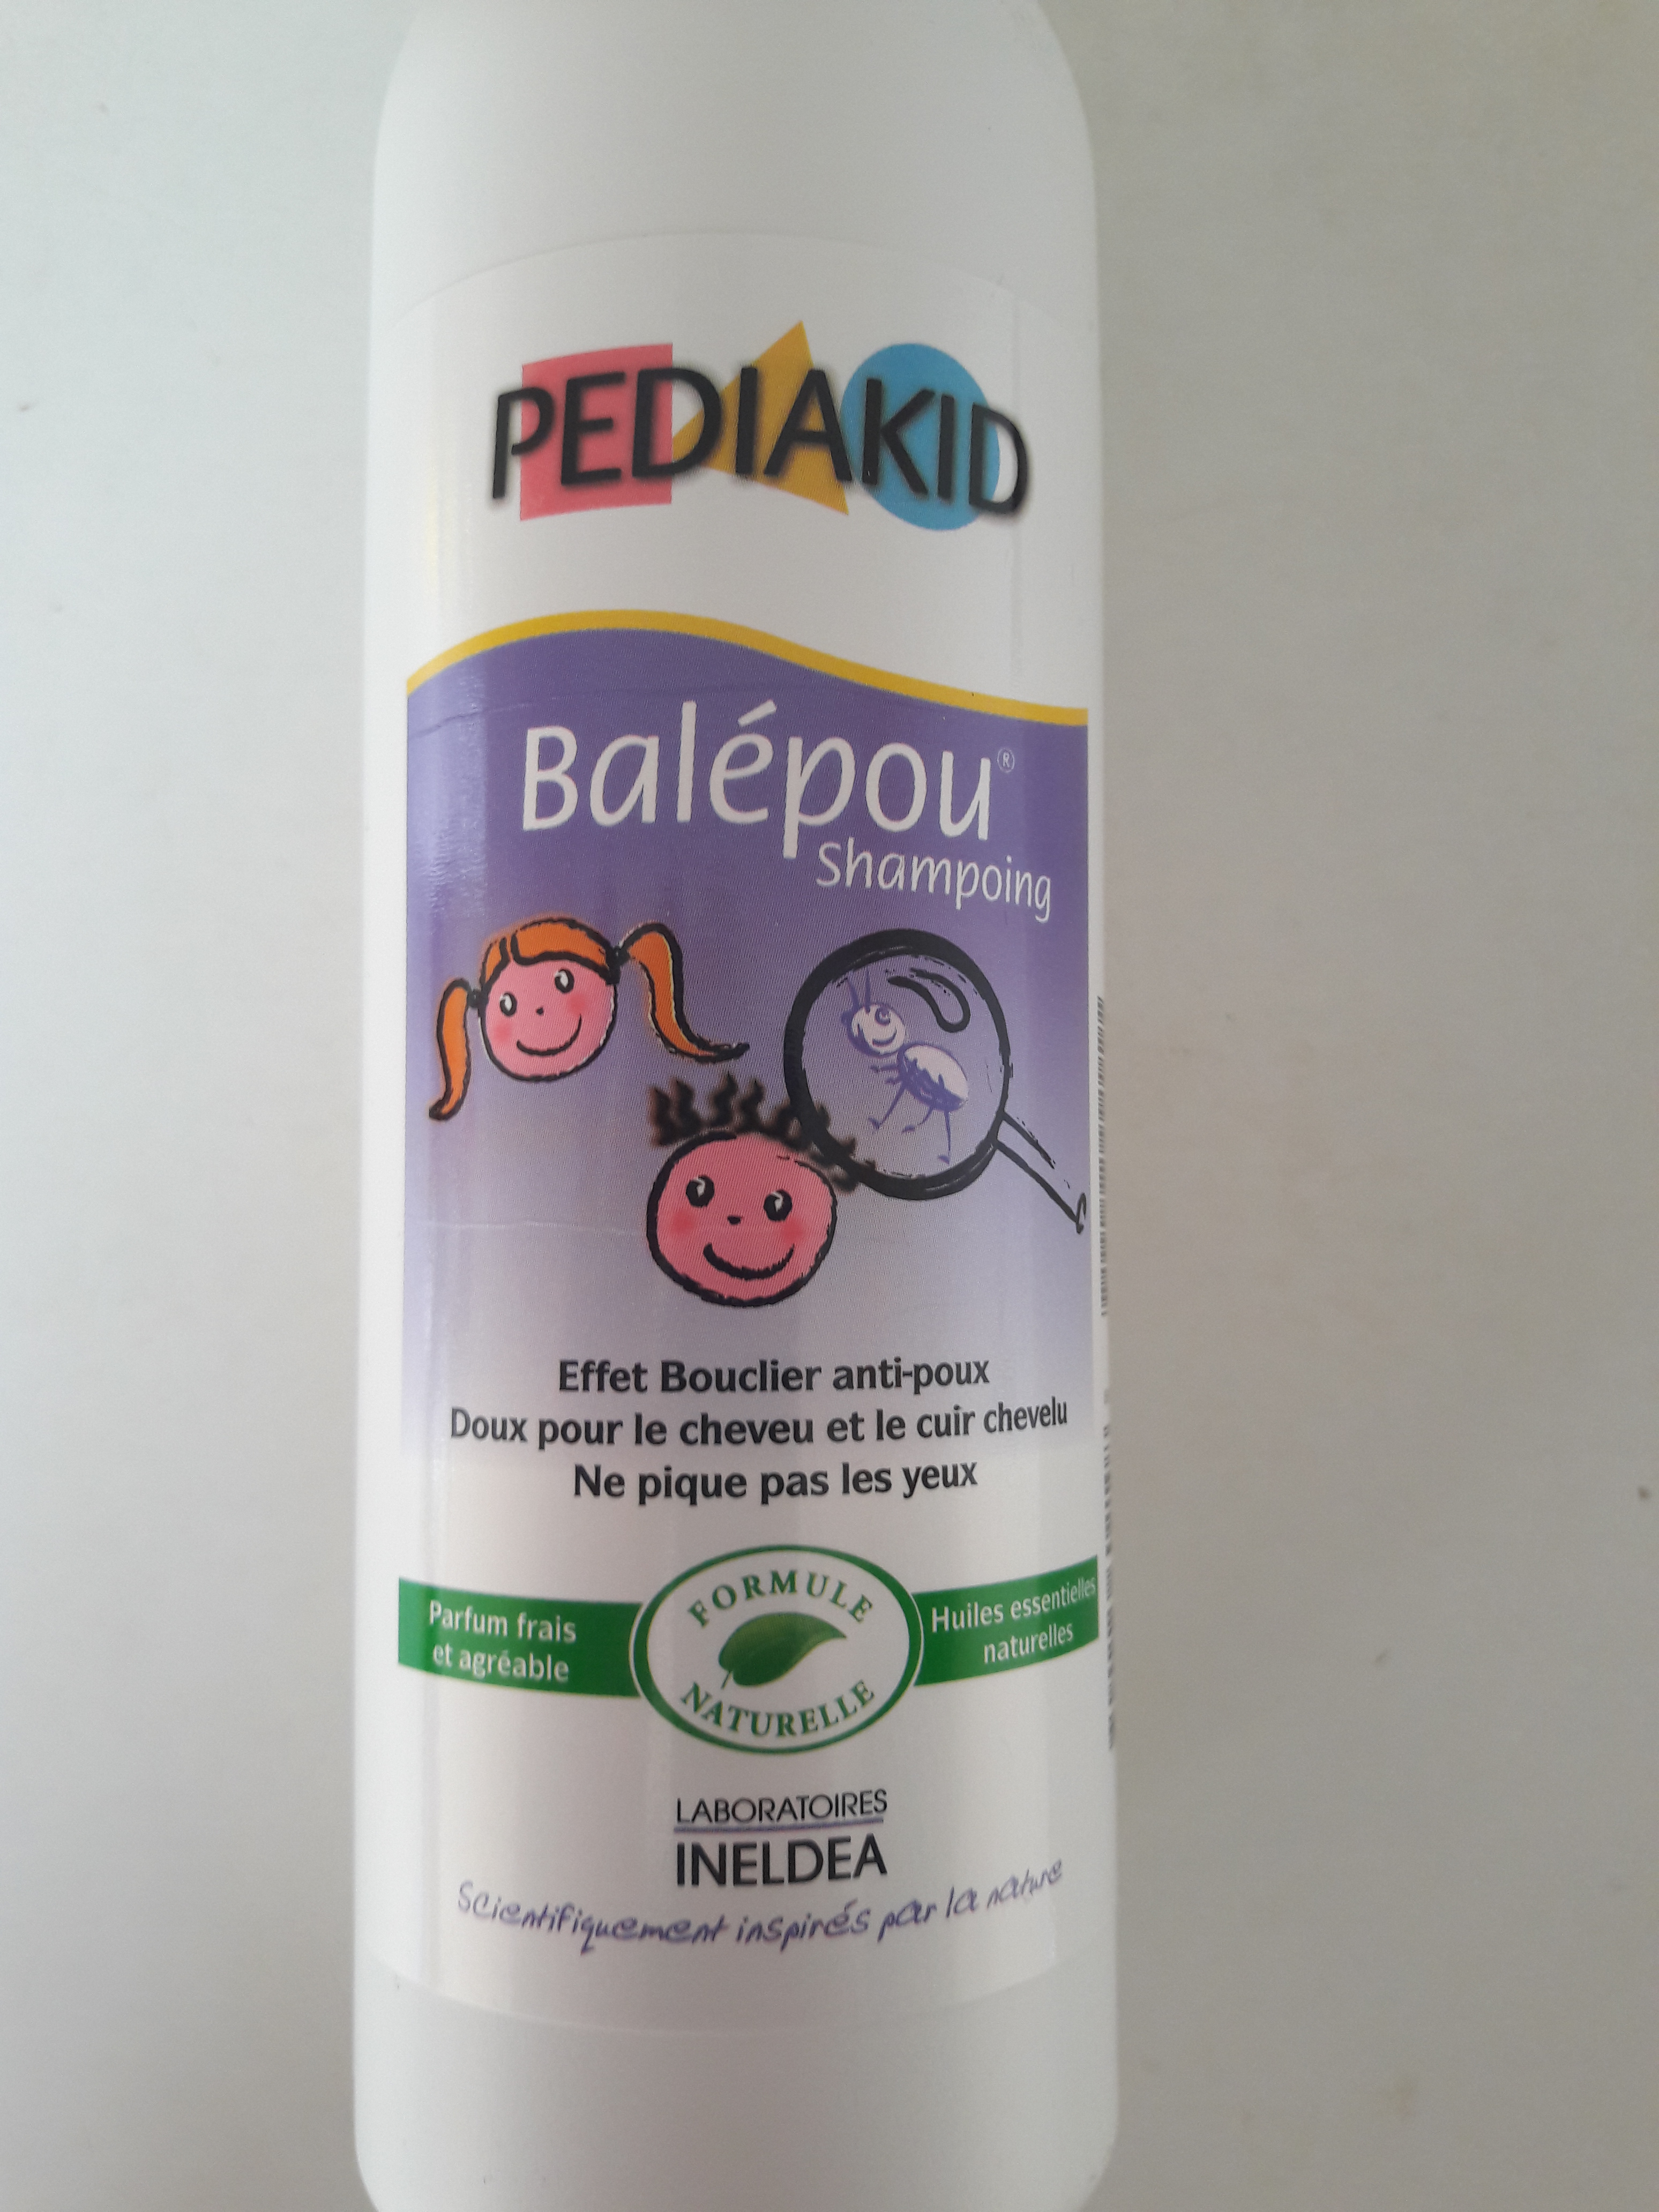 PEDIAKID
Balépou®
Shampoing
Effet Bouclier anti-poux
Doux pour le cheveu et le cuir chevelu
Ne pique pas les yeux
Parfum frais
et agréable
FORMULE
NATURELLE
Huiles essentielles
naturelles
LABORATOIRES
INELDEA
Scientifiquement inspirés par la nature